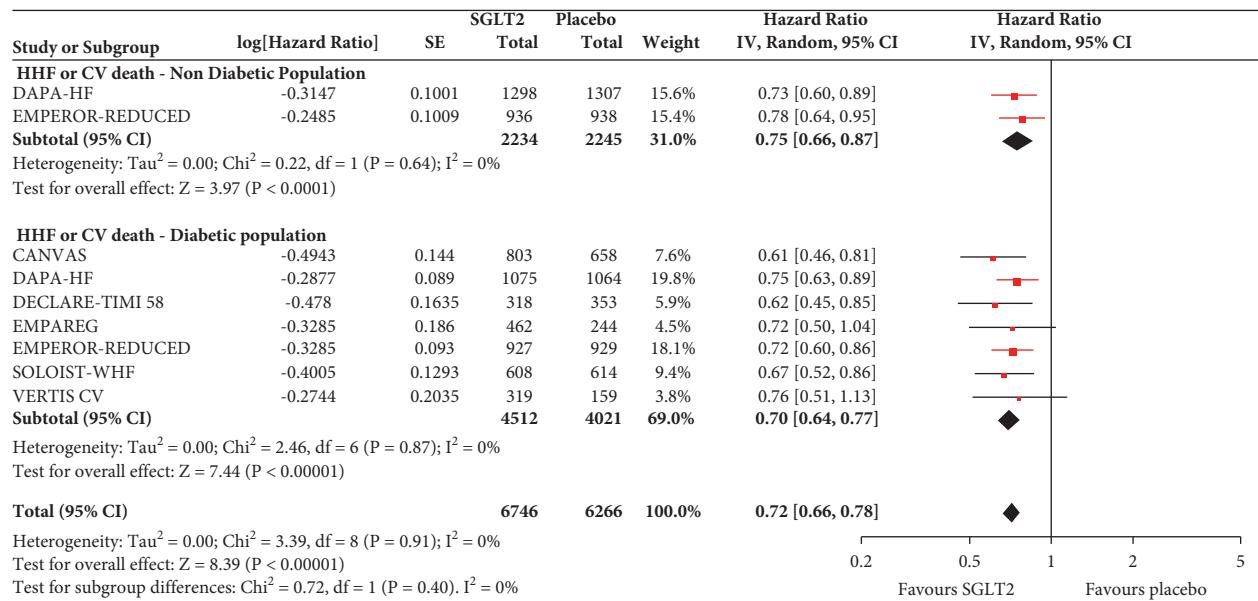 SGLT2 Placebo Hazard Ratio Hazard Ratio
Study or Subgroup log[Hazard Ratio] SE Total Total Weight IV, Random, 95% CI IV, Random, 95% CI
HHF or CV death - Non Diabetic Population
DAPA-HF -0.3147 0.1001 1298 1307 15.6% 0.73 [0.60, 0.89]
EMPEROR-REDUCED -0.2485 0.1009 936 938 15.4% 0.78 [0.64, 0.95]
Subtotal (95% CI) 2234 2245 31.0% 0.75 [0.66, 0.87]
Heterogeneity: Tau² = 0.00; Chi² = 0.22, df = 1 (P = 0.64); I² = 0%
Test for overall effect: Z = 3.97 (P < 0.0001)
HHF or CV death - Diabetic population
CANVAS -0.4943 0.144 803 658 7.6% 0.61 [0.46, 0.81]
DAPA-HF -0.2877 0.089 1075 1064 19.8% 0.75 [0.63, 0.89]
DECLARE-TIMI 58 -0.478 0.1635 318 353 5.9% 0.62 [0.45, 0.85]
EMPAREG -0.3285 0.186 462 244 4.5% 0.72 [0.50, 1.04]
EMPEROR-REDUCED -0.3285 0.093 927 929 18.1% 0.72 [0.60, 0.86]
SOLOIST-WHF -0.4005 0.1293 608 614 9.4% 0.67 [0.52, 0.86]
VERTIS CV -0.2744 0.2035 319 159 3.8% 0.76 [0.51, 1.13]
Subtotal (95% CI) 4512 4021 69.0% 0.70 [0.64, 0.77]
Heterogeneity: Tau² = 0.00; Chi² = 2.46, df = 6 (P = 0.87); I² = 0%
Test for overall effect: Z = 7.44 (P < 0.00001)
Total (95% CI) 6746 6266 100.0% 0.72 [0.66, 0.78]
Heterogeneity: Tau² = 0.00; Chi² = 3.39, df = 8 (P = 0.91); I² = 0%
Test for overall effect: Z = 8.39 (P < 0.00001)
Test for subgroup differences: Chi² = 0.72, df = 1 (P = 0.40). I² = 0%
0.2 0.5 1 2 5
Favours SGLT2 Favours placebo